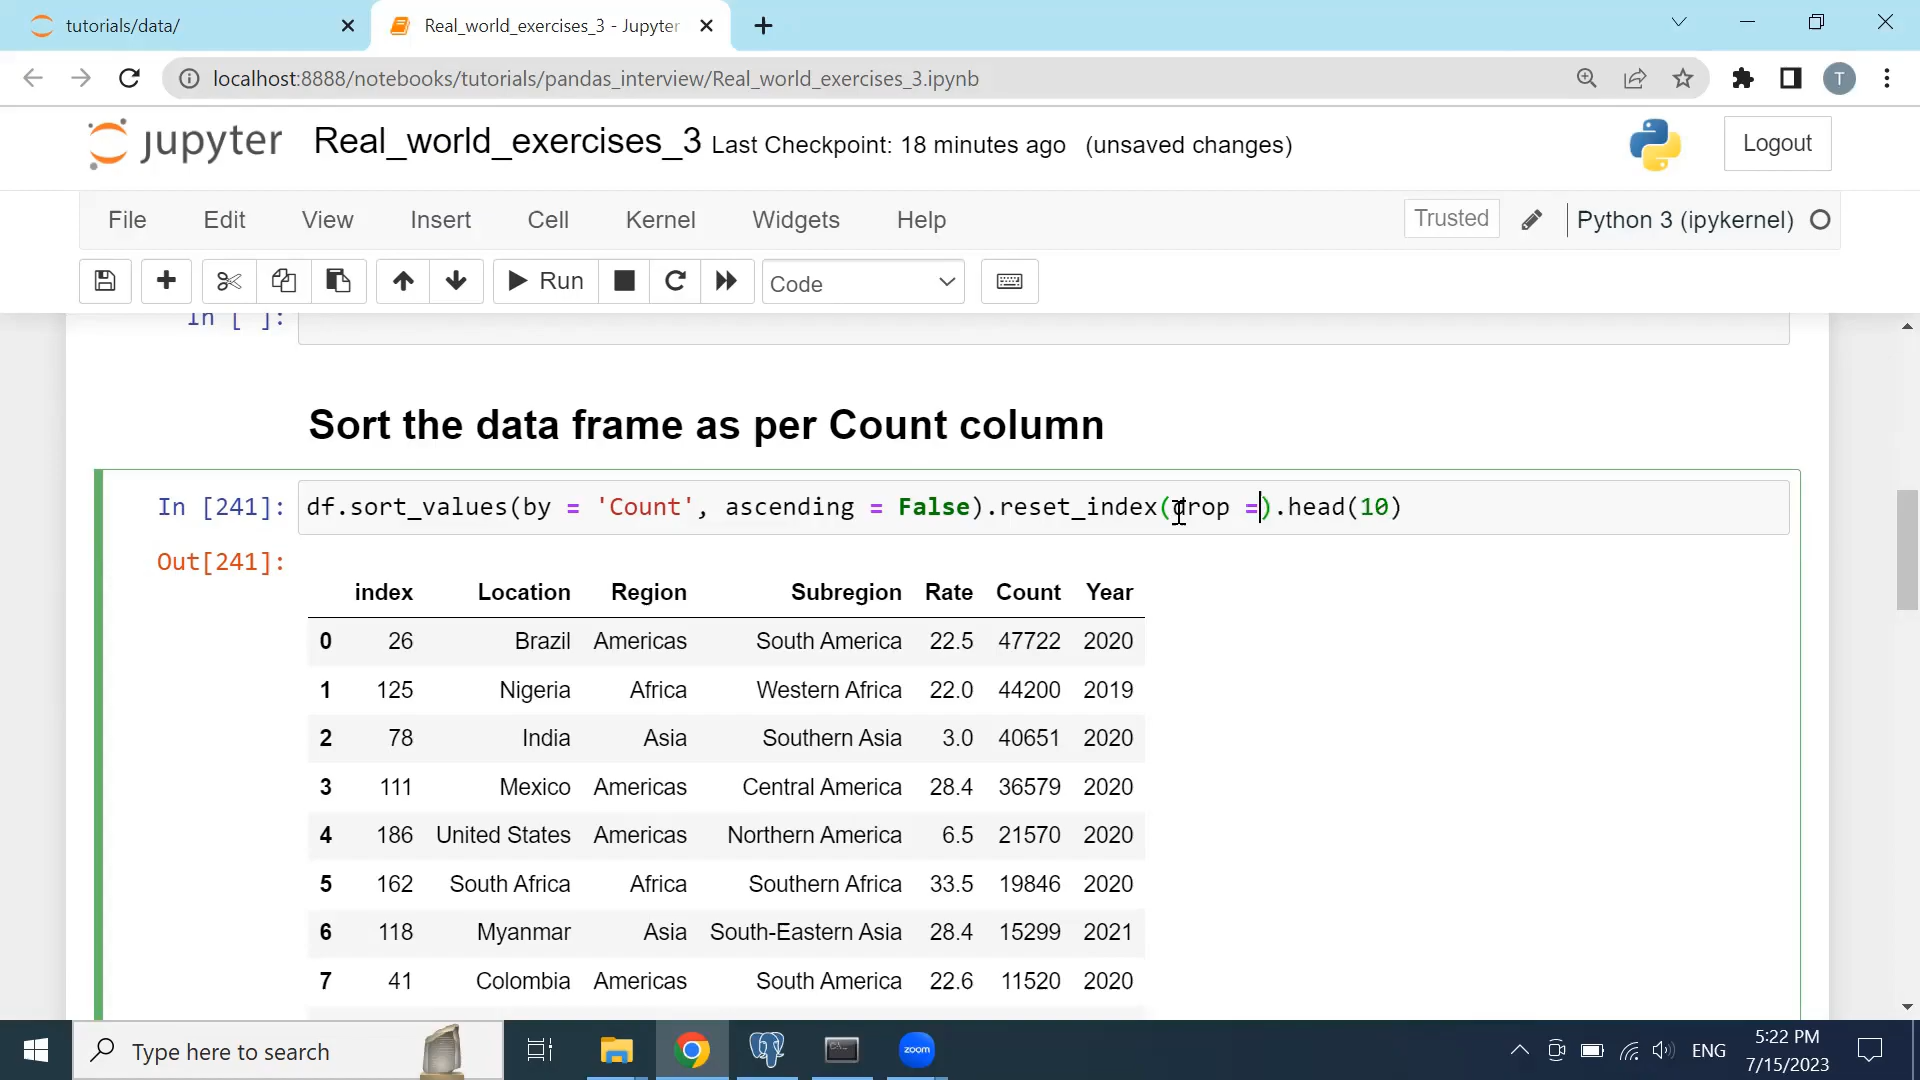 tutorials/data/
Real_world_exercises_3 - Jupyter
localhost:8888/notebooks/tutorials/pandas_interview/Real_world_exercises_3.ipynb
T
jupyter Real_world_exercises_3 Last Checkpoint: 18 minutes ago (unsaved changes)
Logout
File Edit View Insert Cell Kernel Widgets Help
Trusted
Python 3 (ipykernel)
Run
Code
In [ ]:
Sort the data frame as per Count column
In [241]: df.sort_values(by = 'Count', ascending = False).reset_index(drop =).head(10)
Out[241]:
index Location Region Subregion Rate Count Year
0 26 Brazil Americas South America 22.5 47722 2020
1 125 Nigeria Africa Western Africa 22.0 44200 2019
2 78 India Asia Southern Asia 3.0 40651 2020
3 111 Mexico Americas Central America 28.4 36579 2020
4 186 United States Americas Northern America 6.5 21570 2020
5 162 South Africa Africa Southern Africa 33.5 19846 2020
6 118 Myanmar Asia South-Eastern Asia 28.4 15299 2021
7 41 Colombia Americas South America 22.6 11520 2020
Type here to search
zoom
ENG
5:22 PM
7/15/2023